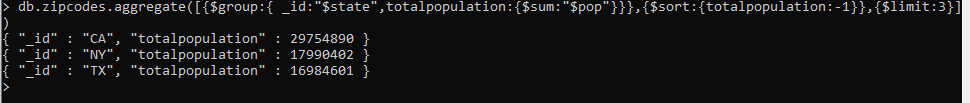 > db.zipcodes.aggregate([{$group:{ _id:"$state",totalpopulation:{$sum:"$pop"}}},{$sort:{totalpopulation:-1}},{$limit:3}]
)
{ "_id" : "CA", "totalpopulation" : 29754890 }
{ "_id" : "NY", "totalpopulation" : 17990402 }
{ "_id" : "TX", "totalpopulation" : 16984601 }
>